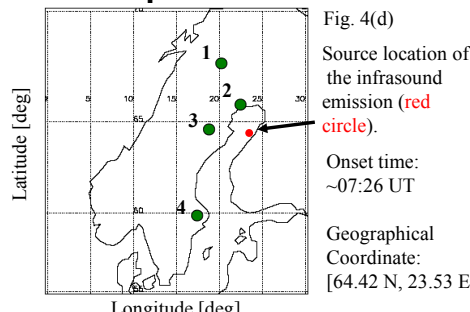 Fig. 4(d)
Source location of
the infrasound
emission (red
circle).
Onset time:
~07:26 UT
Geographical
Coordinate:
[64.42 N, 23.53 E
Latitude [deg]
1
2
3
4
5
10
15
20
25
30
65
60
55
Longitude [deg]